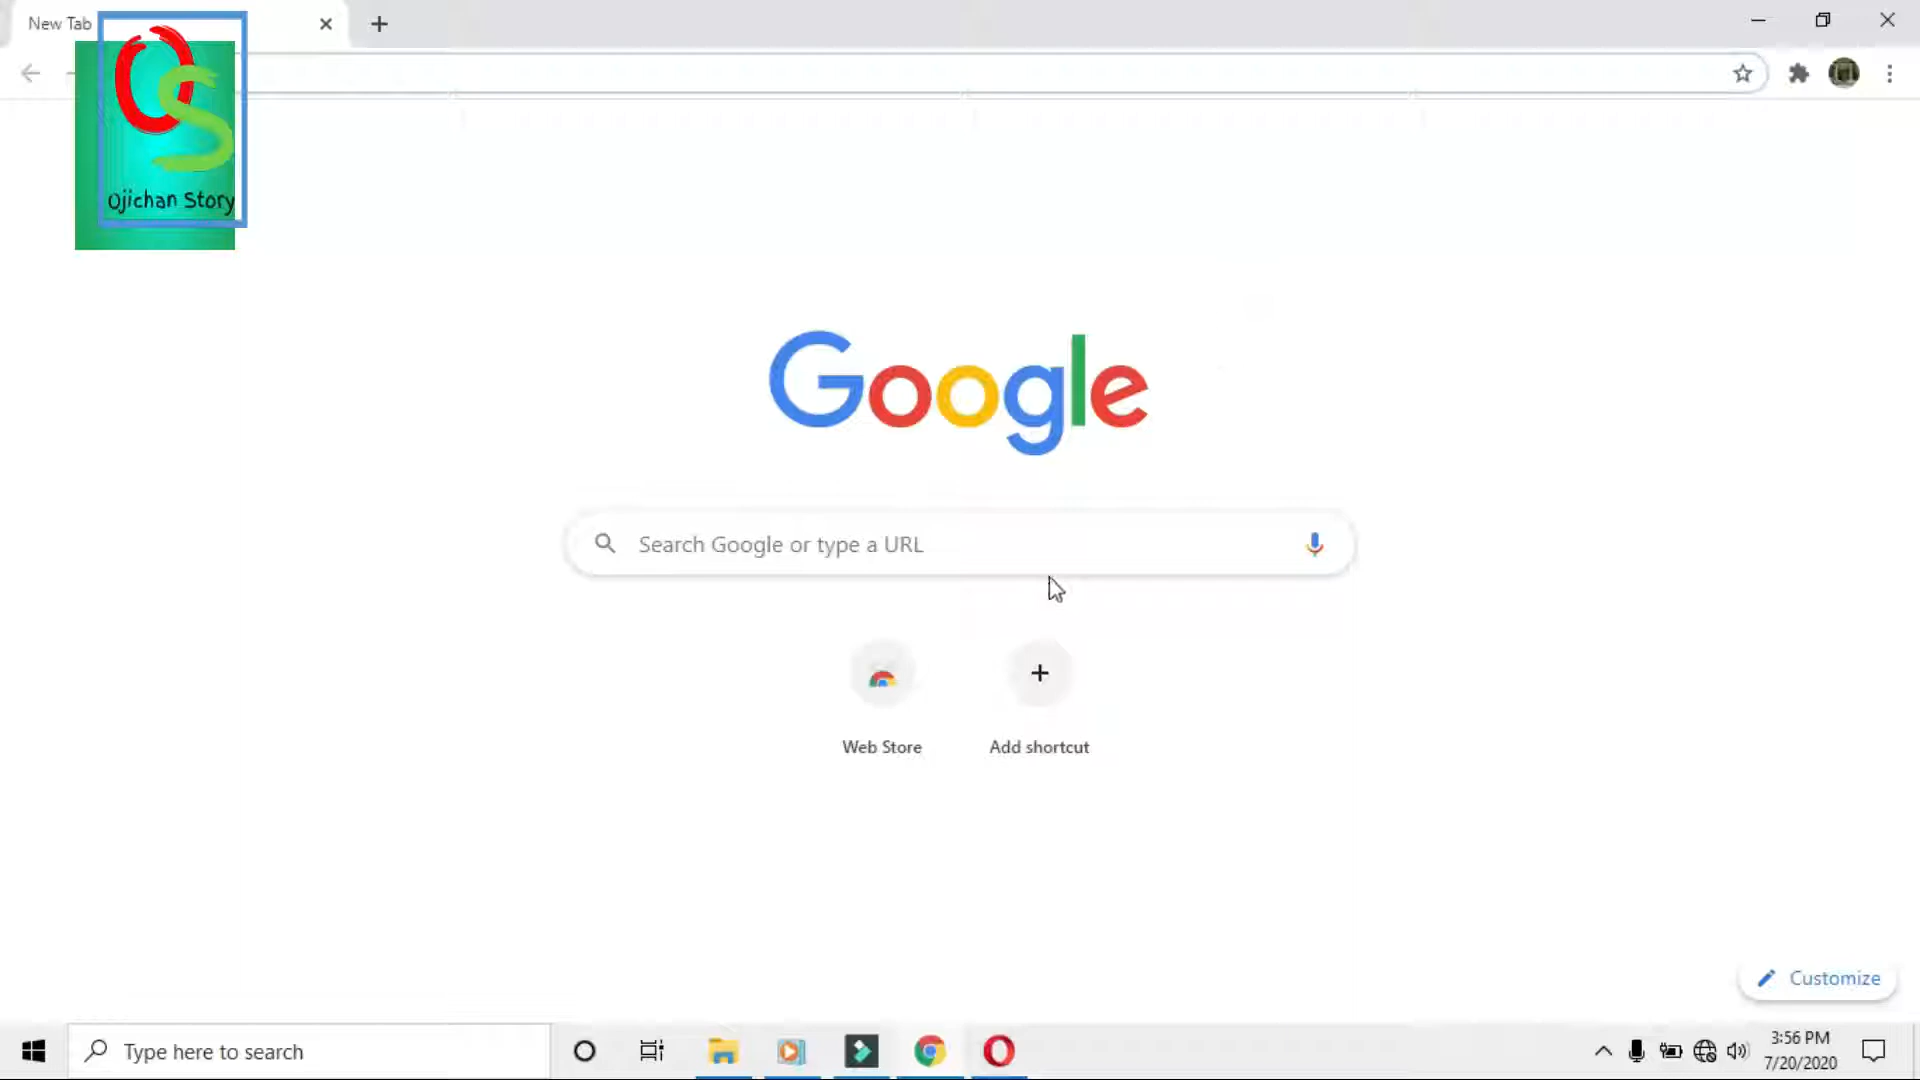 New Tab
OS
Ojichan Story
Google
Search Google or type a URL
Web Store
Add shortcut
Customize
Type here to search
3:56 PM
7/20/2020